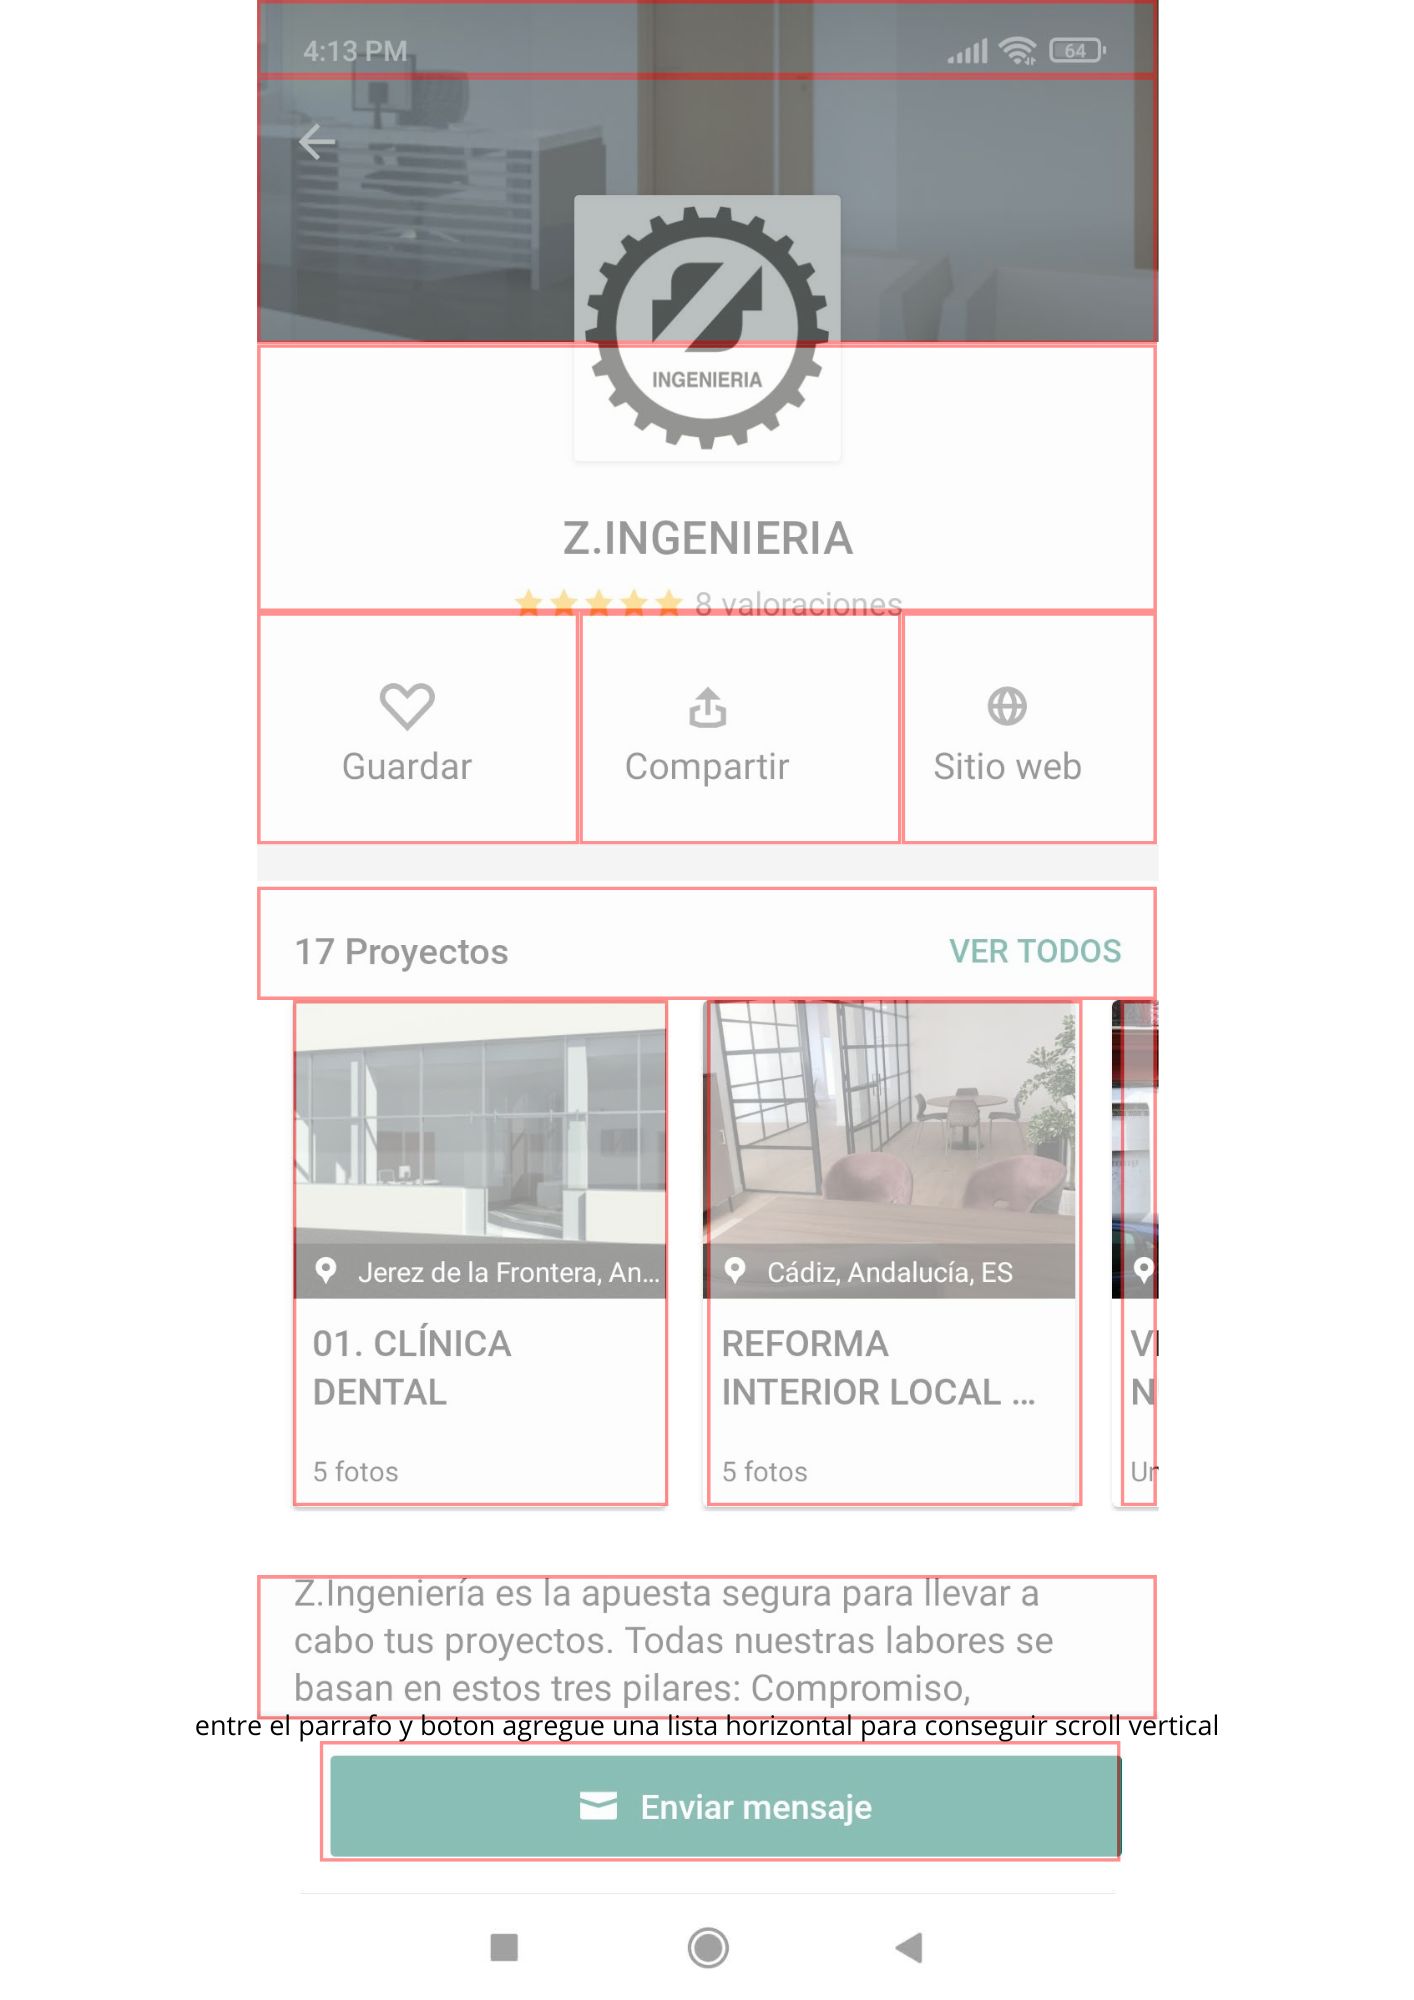 4:13 PM
64
INGENIERIA
Z.INGENIERIA
8 valoraciones
Guardar
Compartir
Sitio web
17 Proyectos
VER TODOS
Jerez de la Frontera, An...
Cádiz, Andalucía, ES
01. CLÍNICA
DENTAL
REFORMA
INTERIOR LOCAL ...
N
5 fotos
5 fotos
Z.Ingeniería es la apuesta segura para llevar a
cabo tus proyectos. Todas nuestras labores se
basan en estos tres pilares: Compromiso,
entre el parrafo y boton agregue una lista horizontal para conseguir scroll vertical
Enviar mensaje